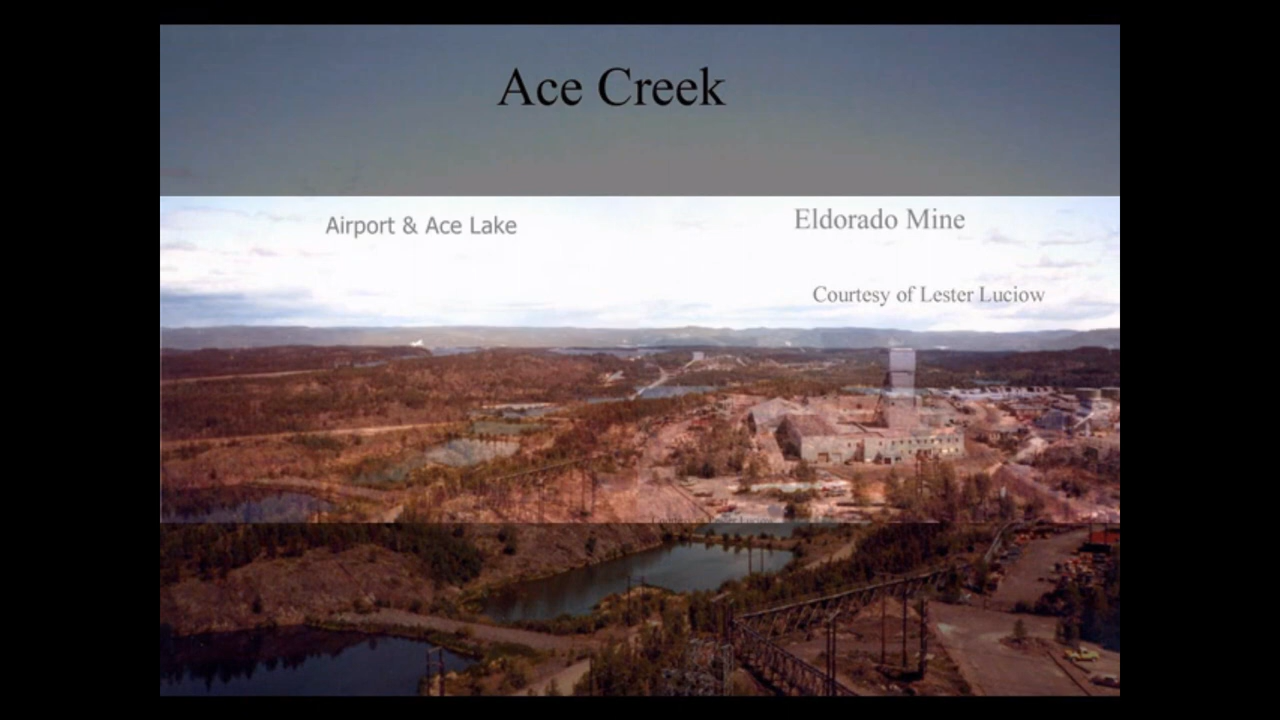 Ace Creek
Airport & Ace Lake
Eldorado Mine
Courtesy of Lester Luciow